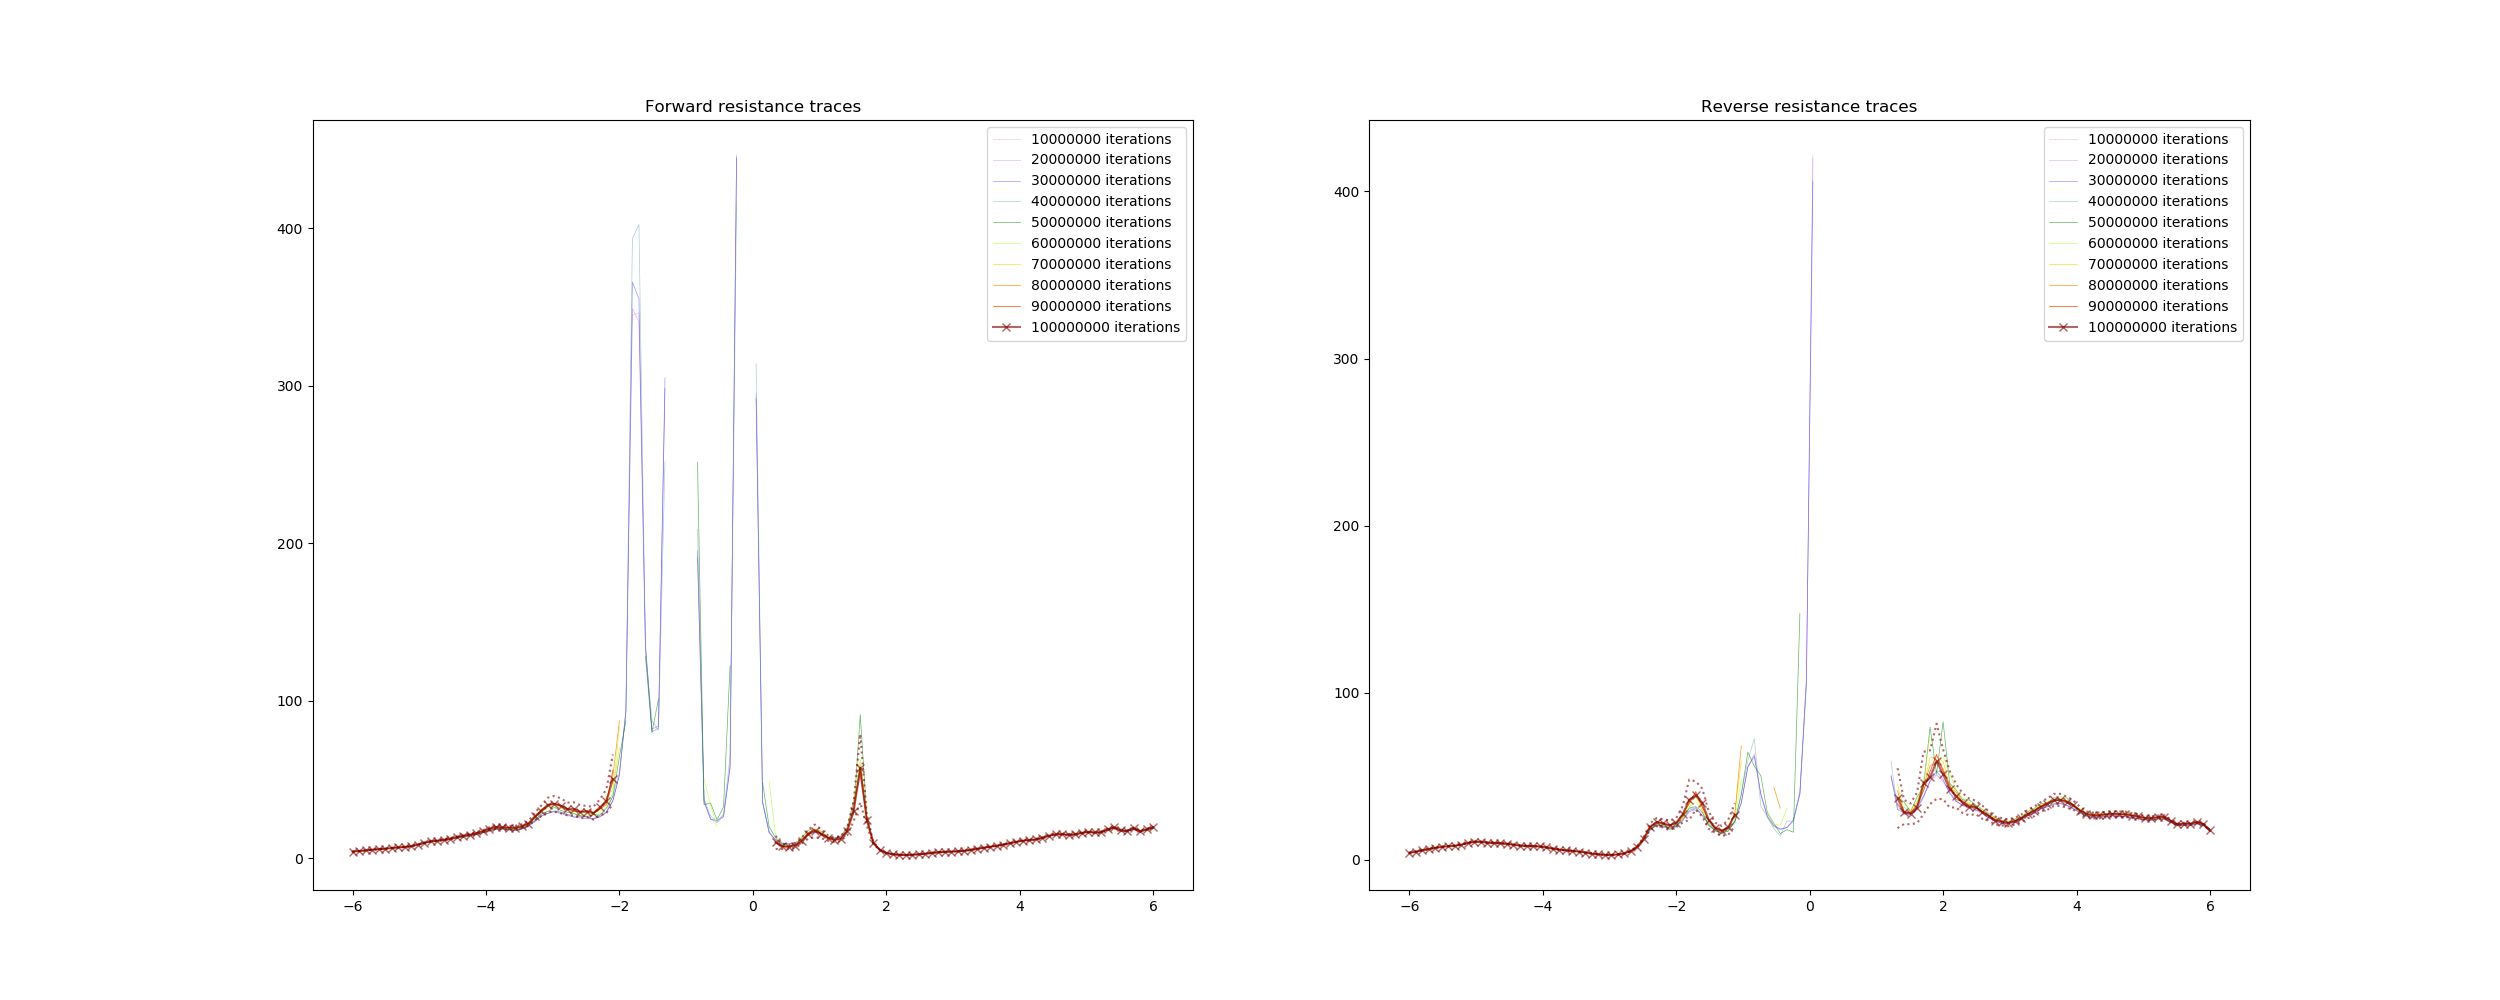 Forward resistance traces
400
300
200
100
0
−6 −4 −2 0 2 4 6
10000000 iterations
20000000 iterations
30000000 iterations
40000000 iterations
50000000 iterations
60000000 iterations
70000000 iterations
80000000 iterations
90000000 iterations
100000000 iterations
Reverse resistance traces
400
300
200
100
0
−6 −4 −2 0 2 4 6
10000000 iterations
20000000 iterations
30000000 iterations
40000000 iterations
50000000 iterations
60000000 iterations
70000000 iterations
80000000 iterations
90000000 iterations
100000000 iterations